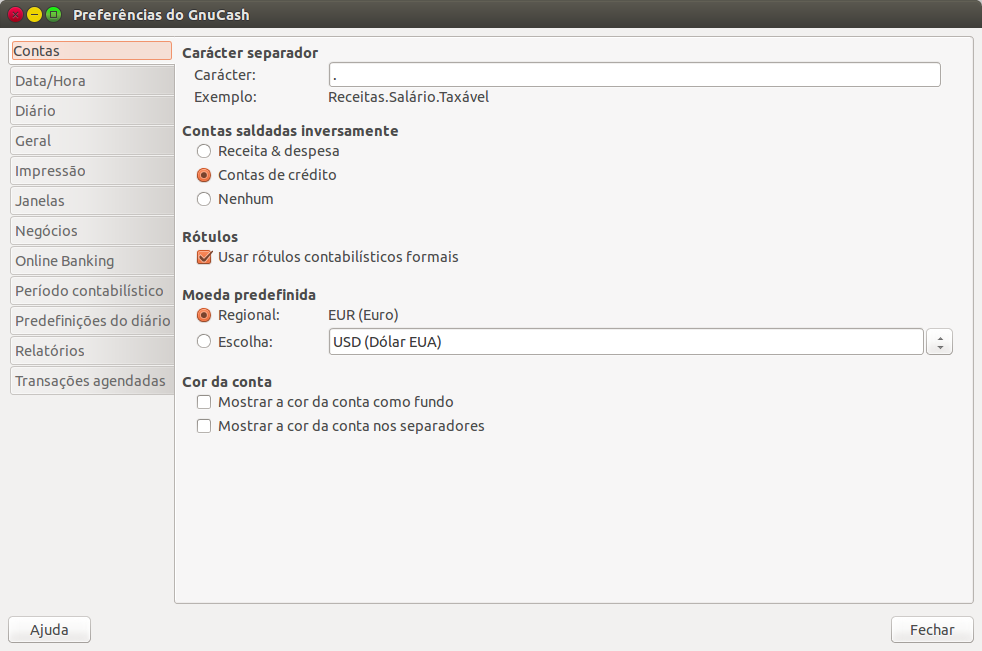 Preferências do GnuCash
Contas
Data/Hora
Diário
Geral
Impressão
Janelas
Negócios
Online Banking
Período contabilístico
Predefinições do diário
Relatórios
Transações agendadas
Carácter separador
Carácter: .
Exemplo: Receitas.Salário.Taxável
Contas saldadas inversamente
Receita & despesa
Contas de crédito
Nenhum
Rótulos
Usar rótulos contabilísticos formais
Moeda predefinida
Regional: EUR (Euro)
Escolha: USD (Dólar EUA)
Cor da conta
Mostrar a cor da conta como fundo
Mostrar a cor da conta nos separadores
Ajuda Fechar